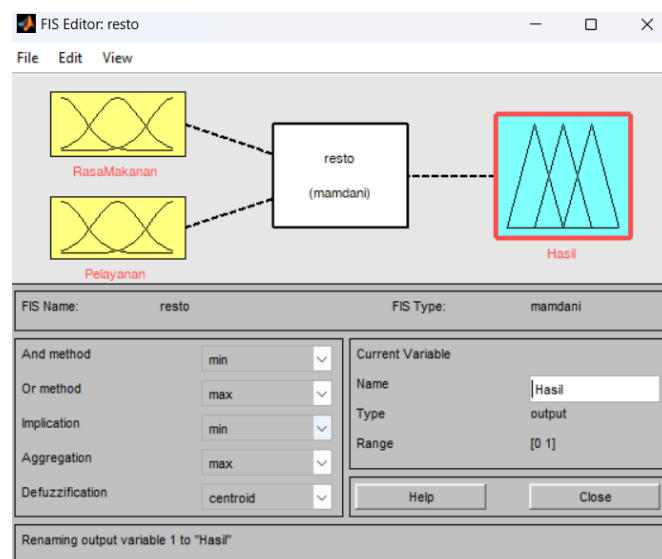 FIS Editor: resto
File Edit View
RasaMakanan
Pelayanan
resto
(mamdani)
Hasil
FIS Name: resto FIS Type: mamdani
And method min
Or method max
Implication min
Aggregation max
Defuzzification centroid
Current Variable
Name Hasil
Type output
Range [0 1]
Help Close
Renaming output variable 1 to "Hasil"